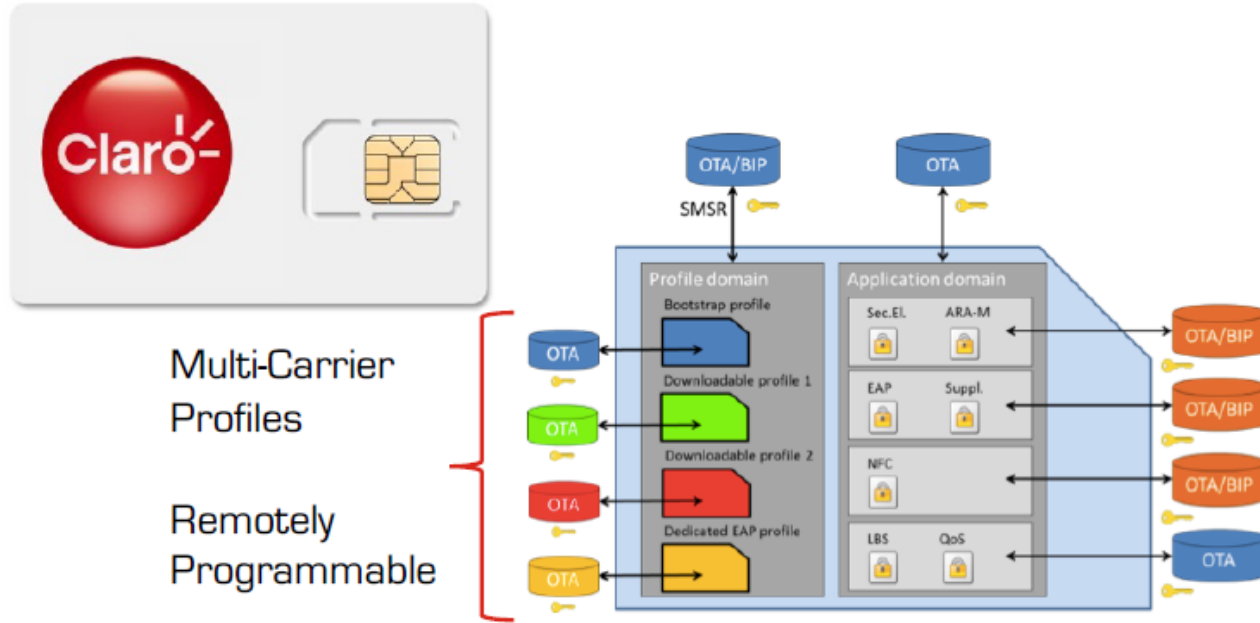 Claro
OTA/BIP
OTA
SMSR
Profile domain
Application domain
Bootstrap profile
Sec.El.
ARA-M
OTA
OTA/BIP
Multi-Carrier
Profiles
Downloadable profile 1
EAP
Suppl.
OTA
OTA/BIP
Downloadable profile 2
NFC
OTA
OTA/BIP
Remotely
Programmable
Dedicated EAP profile
LBS
QoS
OTA
OTA